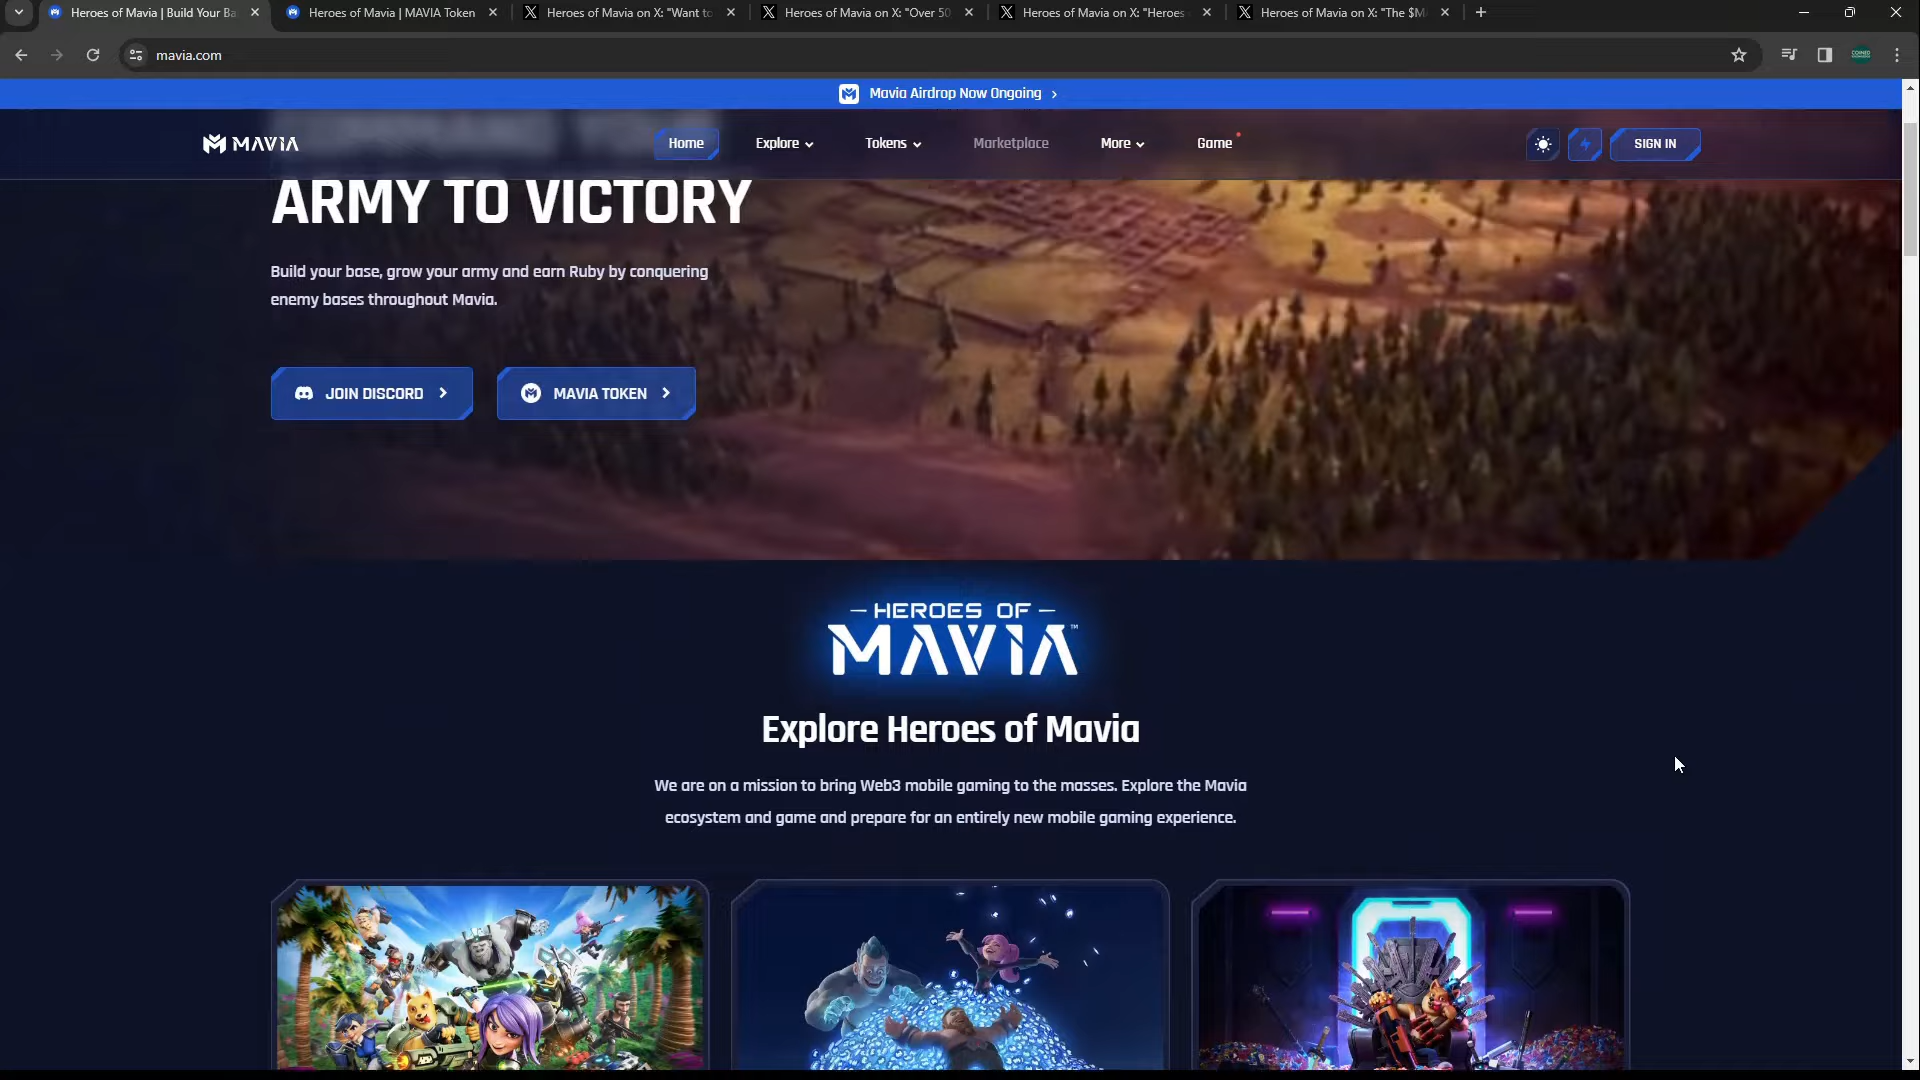 Heroes of Mavia | Build Your Ba
Heroes of Mavia | MAVIA Token
Heroes of Mavia on X: "Want to
Heroes of Mavia on X: "Over 50
Heroes of Mavia on X: "Heroes
Heroes of Mavia on X: "The $M
mavia.com
Mavia Airdrop Now Ongoing
MAVIA
Home
Explore
Tokens
Marketplace
More
Game
SIGN IN
COMMAND YOUR
ARMY TO VICTORY
Build your base, grow your army and earn Ruby by conquering
enemy bases throughout Mavia.
JOIN DISCORD
MAVIA TOKEN
HEROES OF
MAVIA™
Explore Heroes of Mavia
We are on a mission to bring Web3 mobile gaming to the masses. Explore the Mavia
ecosystem and game and prepare for an entirely new mobile gaming experience.